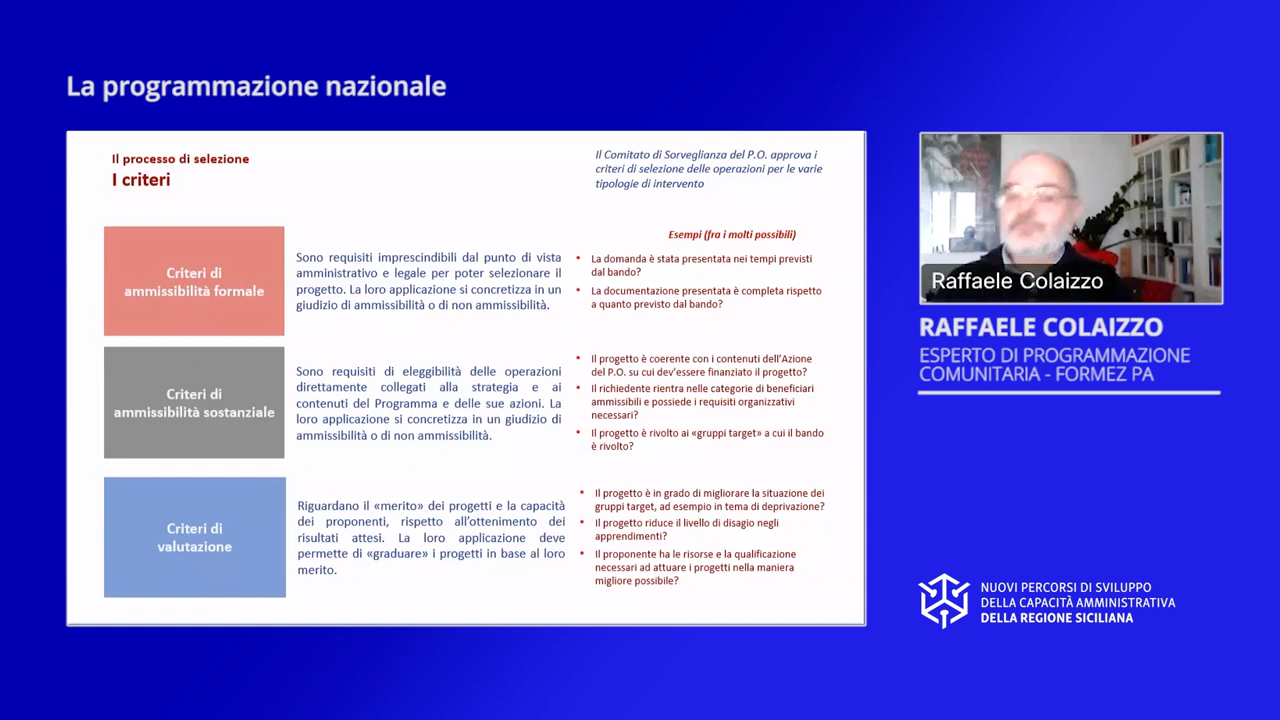 La programmazione nazionale
Il processo di selezione
I criteri
Il Comitato di Sorveglianza del P.O. approva i
criteri di selezione delle operazioni per le varie
tipologie di intervento
Esempi (fra i molti possibili)
Criteri di
ammissibilità formale
Sono requisiti imprescindibili dal punto di vista
amministrativo e legale per poter selezionare il
progetto. La loro applicazione si concretizza in un
giudizio di ammissibilità o di non ammissibilità.
• La domanda è stata presentata nei tempi previsti
dal bando?
• La documentazione presentata è completa rispetto
a quanto previsto dal bando?
Criteri di
ammissibilità sostanziale
Sono requisiti di eleggibilità delle operazioni
direttamente collegati alla strategia e ai
contenuti del Programma e delle sue azioni. La
loro applicazione si concretizza in un giudizio di
ammissibilità o di non ammissibilità.
• Il progetto è coerente con i contenuti dell'Azione
del P.O. su cui dev'essere finanziato il progetto?
• Il richiedente rientra nelle categorie di beneficiari
ammissibili e possiede i requisiti organizzativi
necessari?
• Il progetto è rivolto ai «gruppi target» a cui il bando
è rivolto?
Criteri di
valutazione
Riguardano il «merito» dei progetti e la capacità
dei proponenti, rispetto all'ottenimento dei
risultati attesi. La loro applicazione deve
permette di «graduare» i progetti in base al loro
merito.
• Il progetto è in grado di migliorare la situazione dei
gruppi target, ad esempio in tema di deprivazione?
• Il progetto riduce il livello di disagio negli
apprendimenti?
• Il proponente ha le risorse e la qualificazione
necessari ad attuare i progetti nella maniera
migliore possibile?
Raffaele Colaizzo
RAFFAELE COLAIZZO
ESPERTO DI PROGRAMMAZIONE
COMUNITARIA - FORMEZ PA
NUOVI PERCORSI DI SVILUPPO
DELLA CAPACITÀ AMMINISTRATIVA
DELLA REGIONE SICILIANA